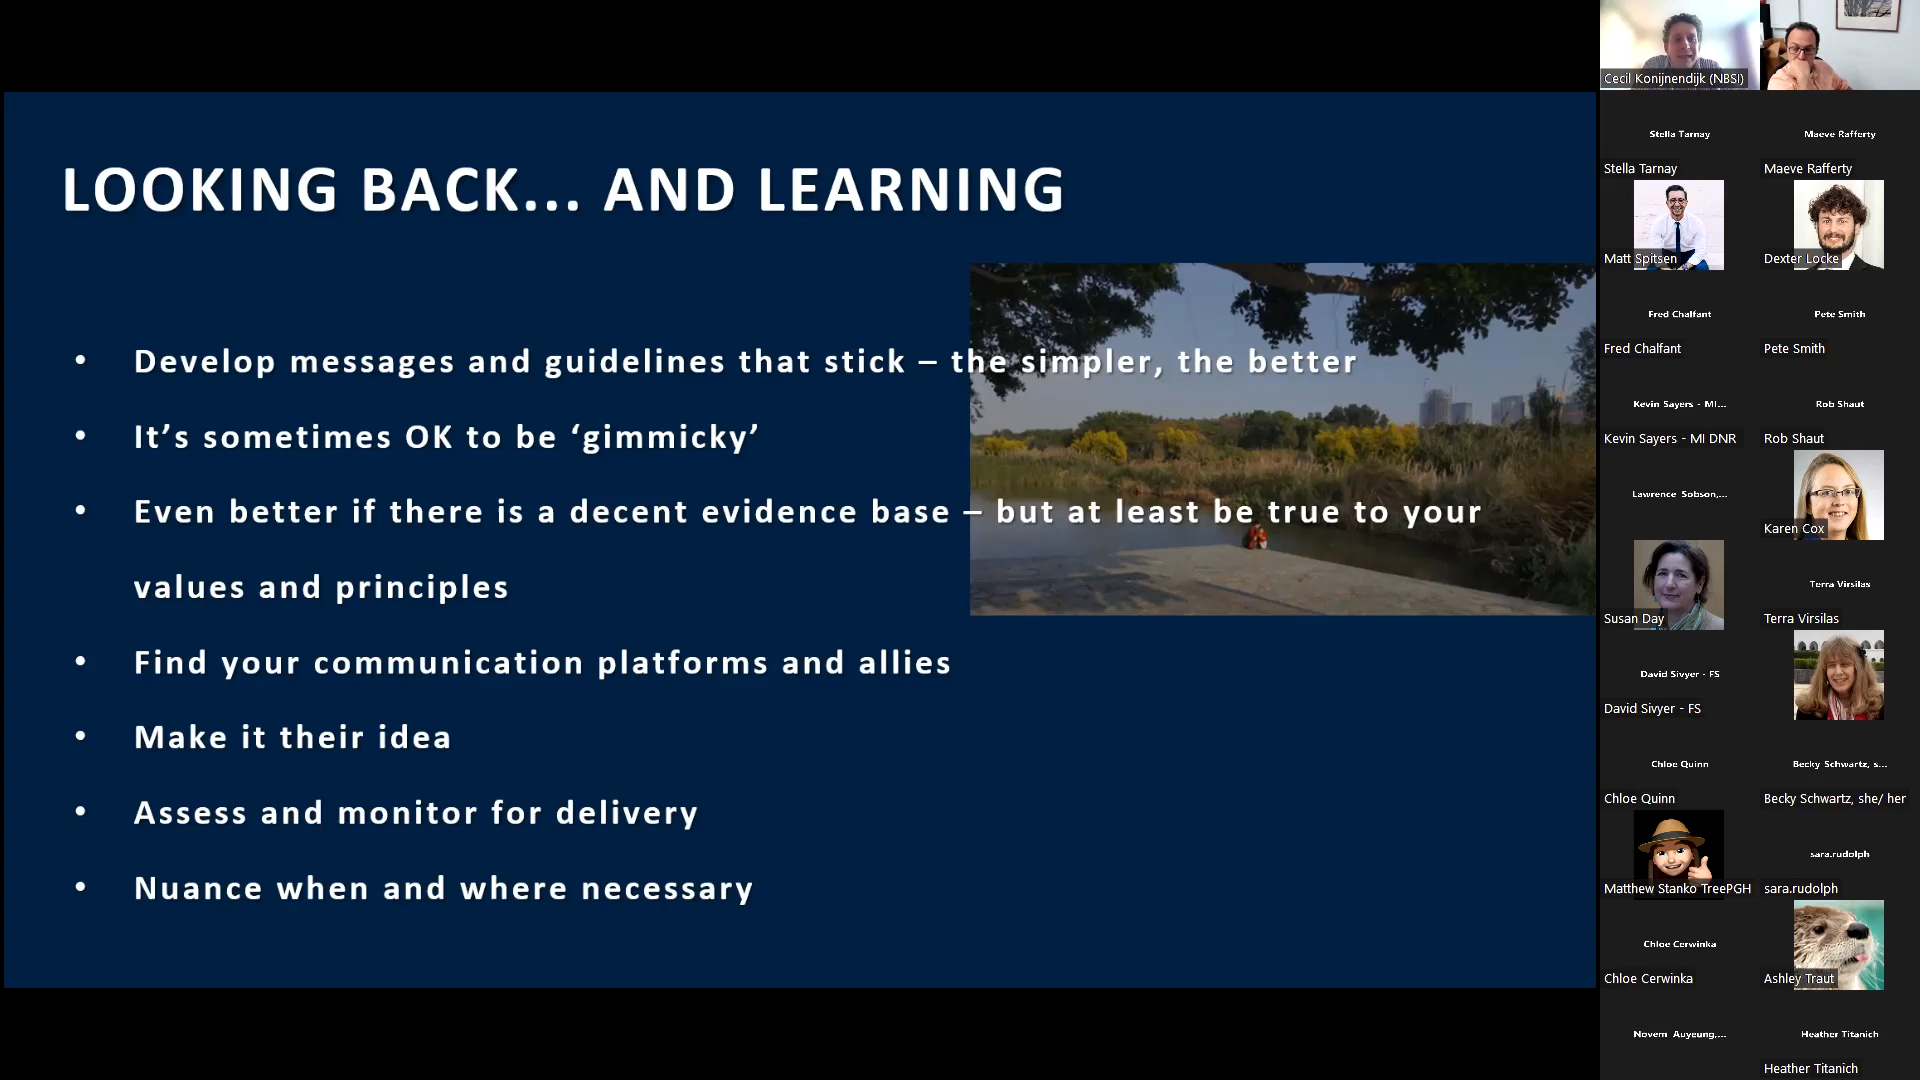 LOOKING BACK... AND LEARNING
• Develop messages and guidelines that stick – the simpler, the better
• It’s sometimes OK to be ‘gimmicky’
• Even better if there is a decent evidence base – but at least be true to your
values and principles
• Find your communication platforms and allies
• Make it their idea
• Assess and monitor for delivery
• Nuance when and where necessary
Cecil Konijnendijk (NBSI)
Stella Tarnay
Stella Tarnay
Maeve Rafferty
Maeve Rafferty
Matt Spitsen
Dexter Locke
Fred Chalfant
Fred Chalfant
Pete Smith
Pete Smith
Kevin Sayers - MI...
Kevin Sayers - MI DNR
Rob Shaut
Rob Shaut
Lawrence Sobson,...
Karen Cox
Susan Day
Terra Virsilas
Terra Virsilas
David Sivyer - FS
David Sivyer - FS
Chloe Quinn
Chloe Quinn
Becky Schwartz, s...
Becky Schwartz, she/ her
Matthew Stanko TreePGH
sara.rudolph
sara.rudolph
Chloe Cerwinka
Chloe Cerwinka
Ashley Traut
Novem Auyeung,...
Heather Titanich
Heather Titanich